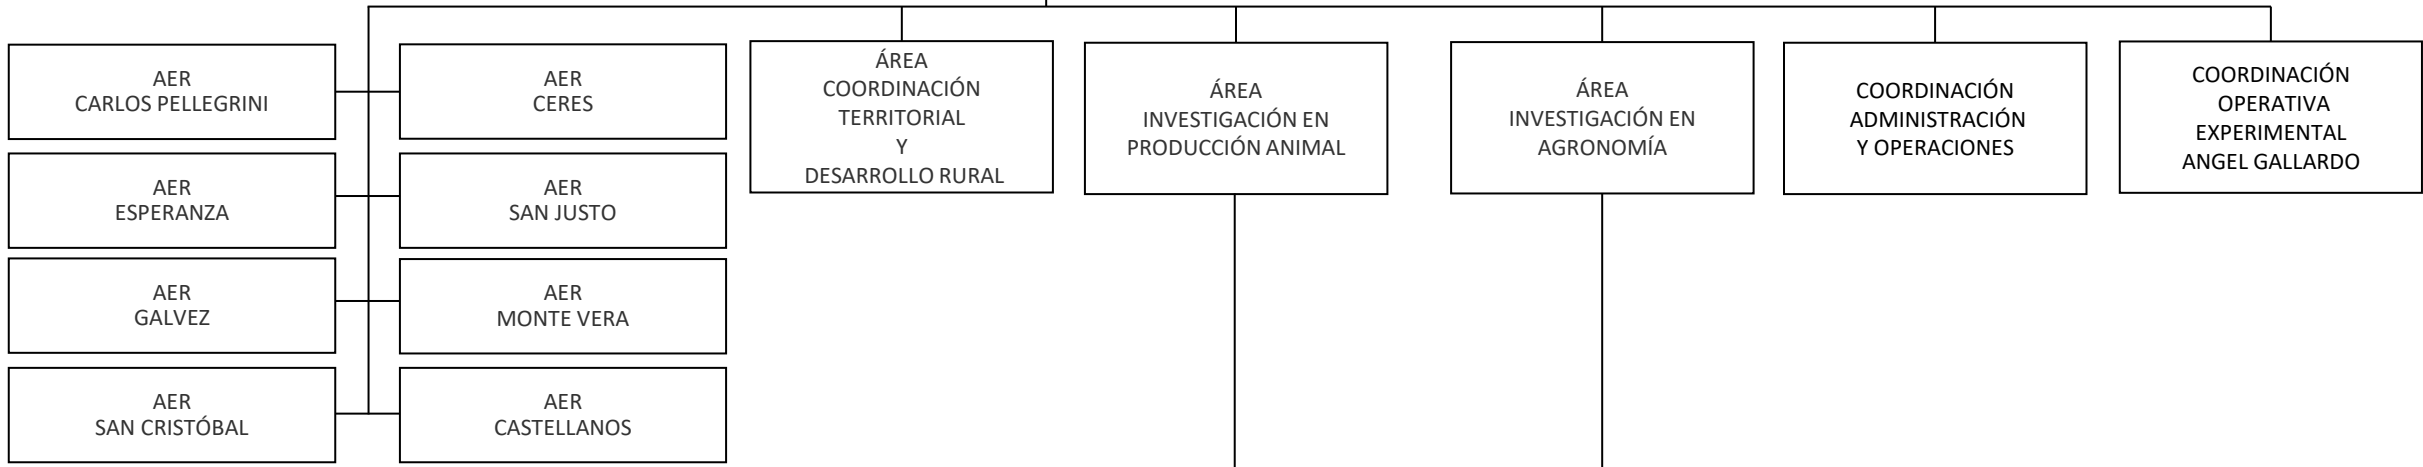 AER
CARLOS PELLEGRINI
AER
CERES
AER
ESPERANZA
AER
SAN JUSTO
AER
GALVEZ
AER
MONTE VERA
AER
SAN CRISTÓBAL
AER
CASTELLANOS
ÁREA
COORDINACIÓN
TERRITORIAL
Y
DESARROLLO RURAL
ÁREA
INVESTIGACIÓN EN
PRODUCCIÓN ANIMAL
ÁREA
INVESTIGACIÓN EN
AGRONOMÍA
COORDINACIÓN
ADMINISTRACIÓN
Y OPERACIONES
COORDINACIÓN
OPERATIVA
EXPERIMENTAL
ANGEL GALLARDO